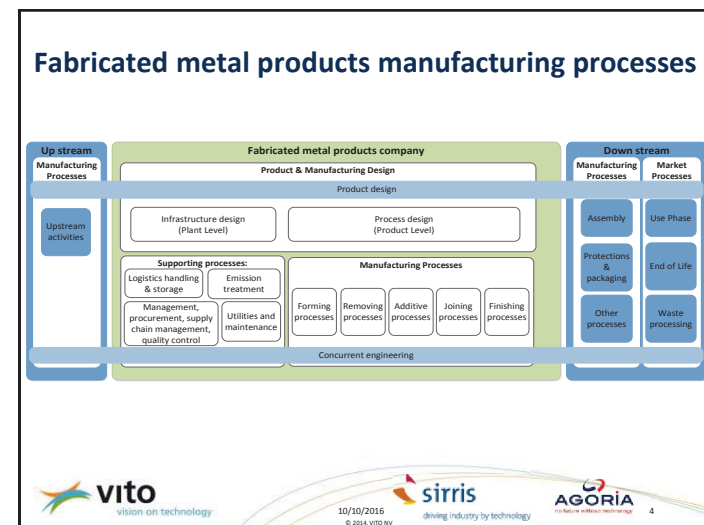 Fabricated metal products manufacturing processes
Up stream
Manufacturing
Processes
Upstream
activities
Fabricated metal products company
Product & Manufacturing Design
Product design
Infrastructure design
(Plant Level)
Process design
(Product Level)
Supporting processes:
Logistics handling
& storage
Emission
treatment
Management,
procurement, supply
chain management,
quality control
Utilities and
maintenance
Manufacturing Processes
Forming
processes
Removing
processes
Additive
processes
Joining
processes
Finishing
processes
Concurrent engineering
Down stream
Manufacturing
Processes
Market
Processes
Assembly
Use Phase
Protections
&
packaging
End of Life
Other
processes
Waste
processing
vito
vision on technology
10/10/2016
© 2014, VITO NV
sirris
driving industry by technology
AGORIA
no future without technology
4